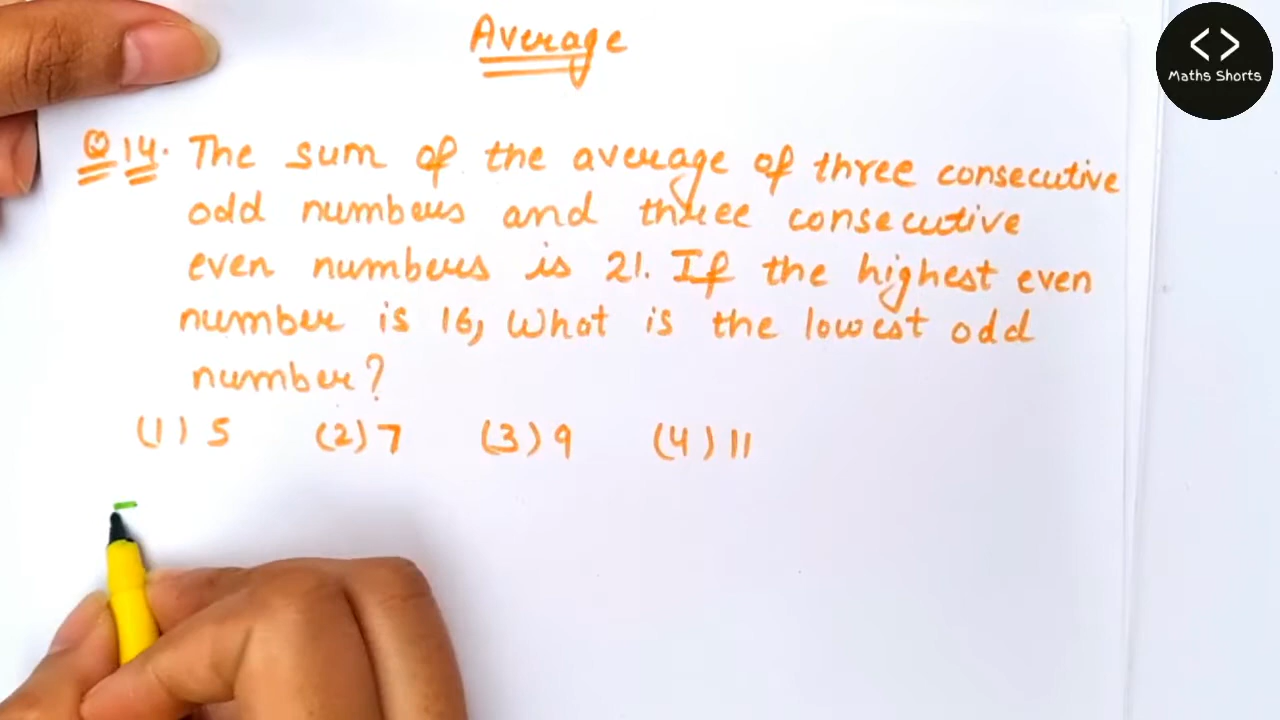 Average
<> 
Maths Shorts
Q14. The sum of the average of three consecutive
odd numbers and three consecutive
even numbers is 21. If the highest even
number is 16, What is the lowest odd
number?
(1) 5 (2) 7 (3) 9 (4) 11